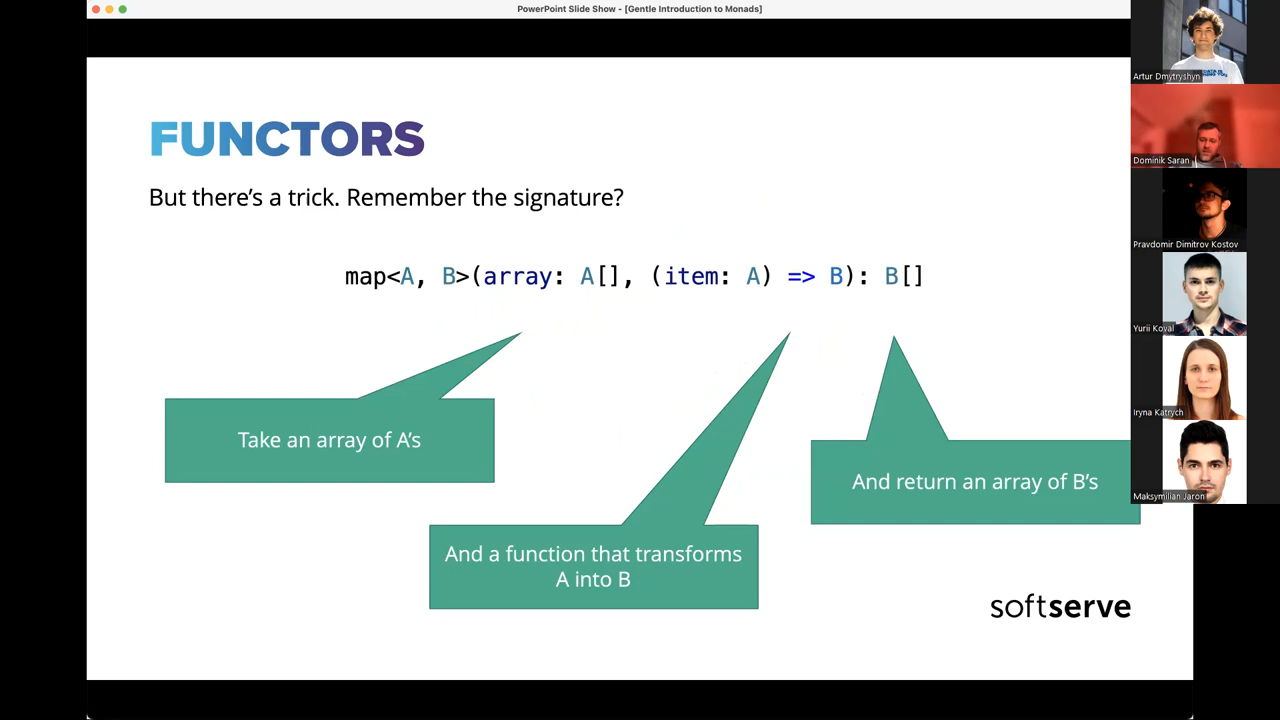 PowerPoint Slide Show - [Gentle Introduction to Monads]
FUNCTORS
But there's a trick. Remember the signature?
map<A, B>(array: A[], (item: A) => B): B[]
Take an array of A's
And a function that transforms
A into B
And return an array of B's
softserve
Artur Dmytryshyn
Dominik Saran
Pravdomir Dimitrov Kostov
Yurii Koval
Iryna Katrych
Maksymilian Jaron